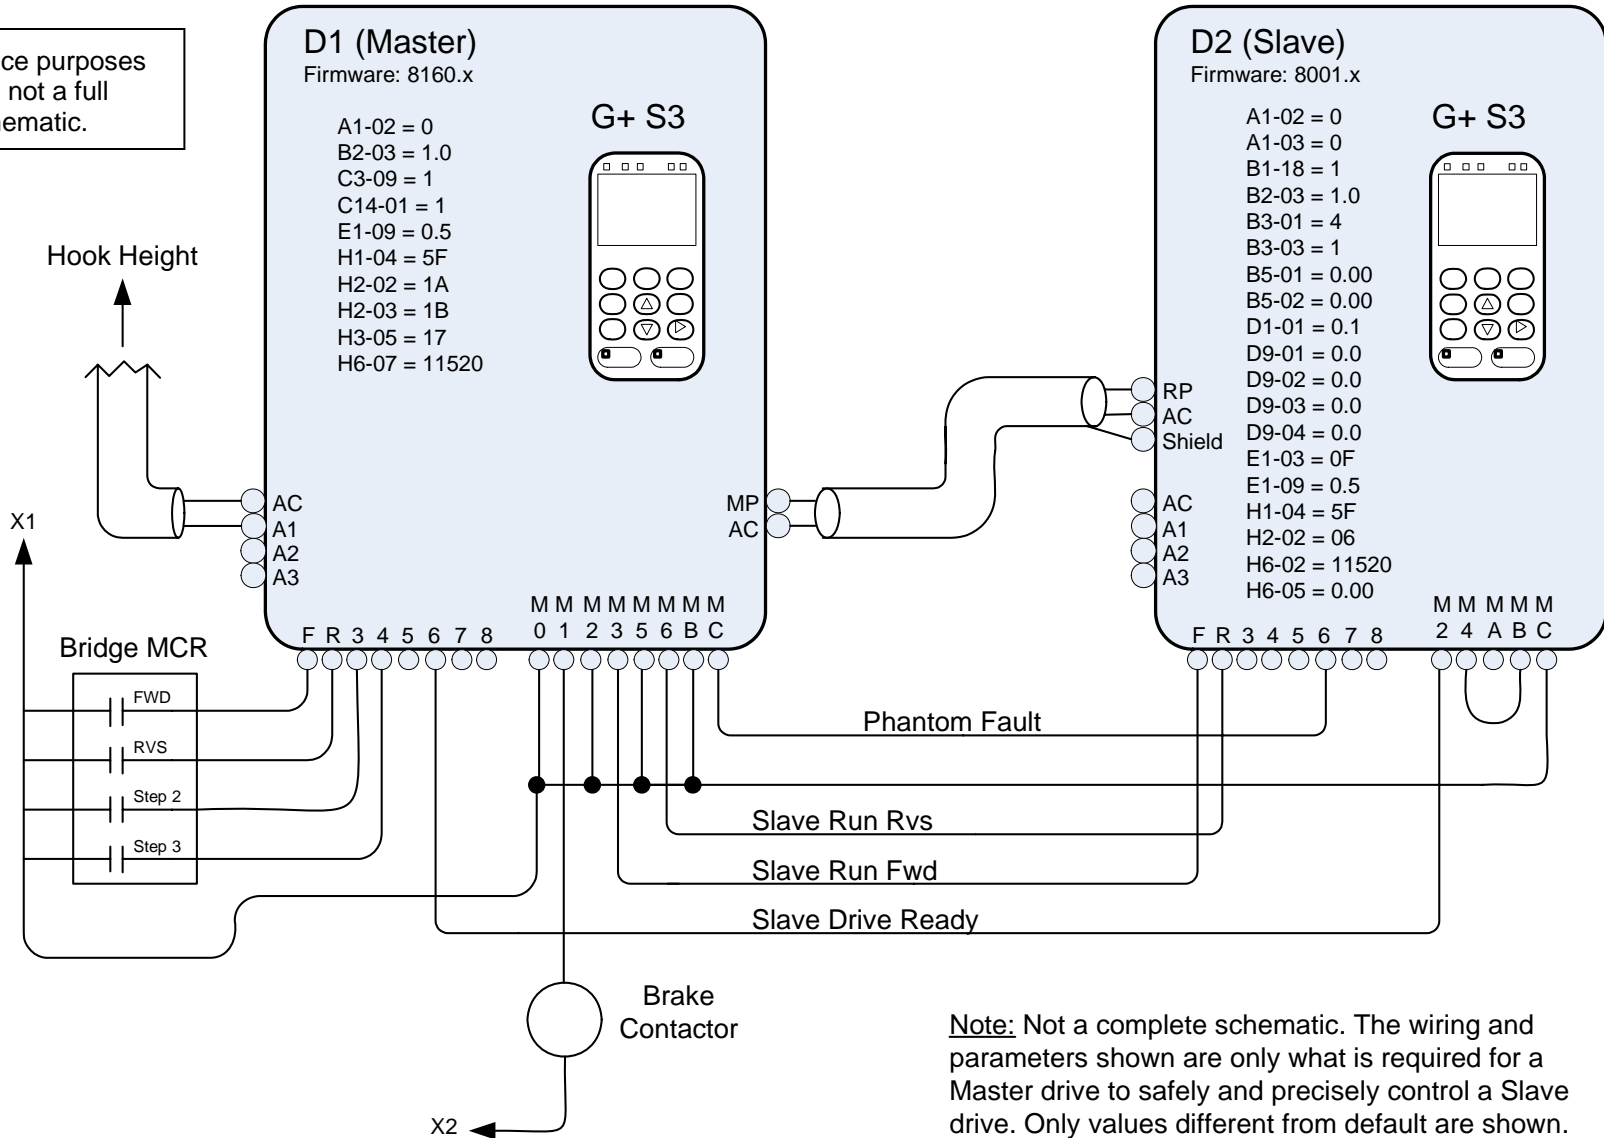 ce purposes
not a full
ematic.
D1 (Master)
Firmware: 8160.x
A1-02 = 0
B2-03 = 1.0
C3-09 = 1
C14-01 = 1
E1-09 = 0.5
H1-04 = 5F
H2-02 = 1A
H2-03 = 1B
H3-05 = 17
H6-07 = 11520
G+ S3
D2 (Slave)
Firmware: 8001.x
A1-02 = 0
A1-03 = 0
B1-18 = 1
B2-03 = 1.0
B3-01 = 4
B3-03 = 1
B5-01 = 0.00
B5-02 = 0.00
D1-01 = 0.1
D9-01 = 0.0
D9-02 = 0.0
D9-03 = 0.0
D9-04 = 0.0
E1-03 = 0F
E1-09 = 0.5
H1-04 = 5F
H2-02 = 06
H6-02 = 11520
H6-05 = 0.00
G+ S3
Hook Height
RP
AC
Shield
AC
A1
A2
A3
MP
AC
AC
A1
A2
A3
X1
M M M M M M M M
0 1 2 3 5 6 B C
F R 3 4 5 6 7 8
M M M M M
2 4 A B C
F R 3 4 5 6 7 8
Bridge MCR
FWD
RVS
Step 2
Step 3
Phantom Fault
Slave Run Rvs
Slave Run Fwd
Slave Drive Ready
Brake
Contactor
X2
Note: Not a complete schematic. The wiring and
parameters shown are only what is required for a
Master drive to safely and precisely control a Slave
drive. Only values different from default are shown.